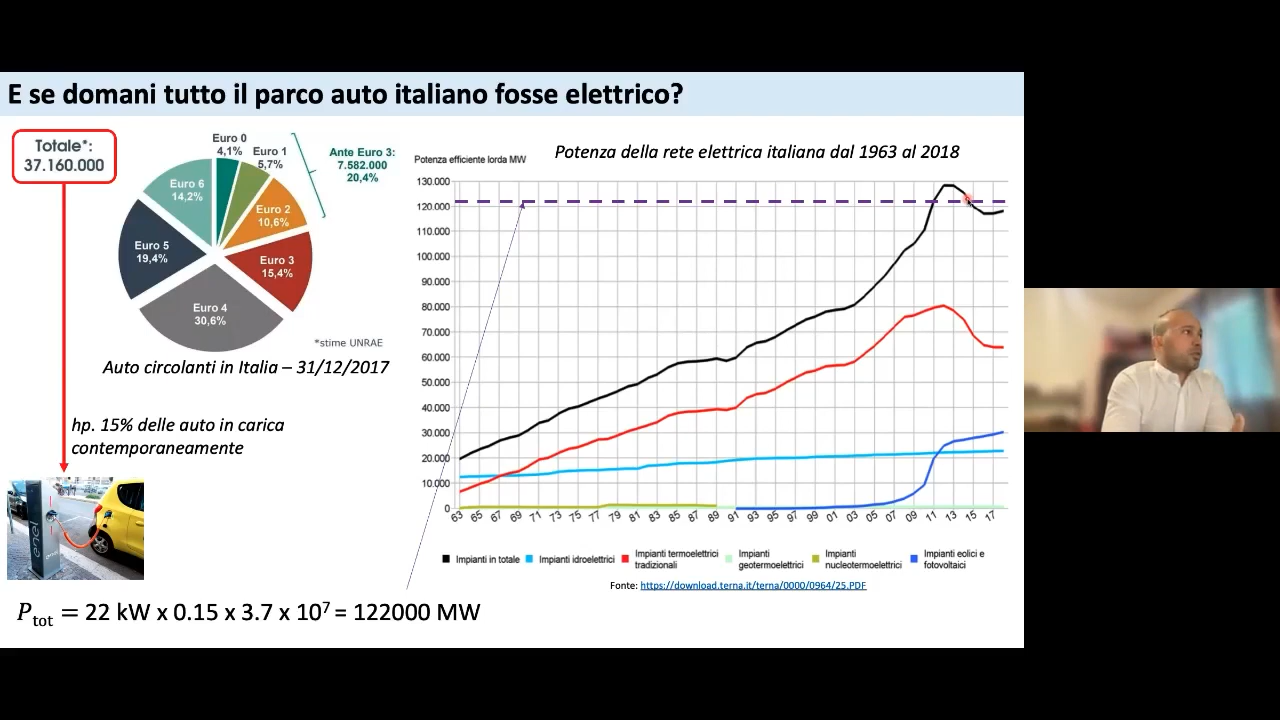 E se domani tutto il parco auto italiano fosse elettrico?
Totale*:
37.160.000
Euro 0
4,1%
Euro 1
5,7%
Ante Euro 3:
7.582.000
20,4%
Euro 6
14,2%
Euro 2
10,6%
Euro 5
19,4%
Euro 3
15,4%
Euro 4
30,6%
*stime UNRAE
Auto circolanti in Italia – 31/12/2017
hp. 15% delle auto in carica
contemporaneamente
enel
Potenza efficiente lorda MW
Potenza della rete elettrica italiana dal 1963 al 2018
130.000
120.000
110.000
100.000
90.000
80.000
70.000
60.000
50.000
40.000
30.000
20.000
10.000
0
63 65 67 69 71 73 75 77 79 81 83 85 87 89 91 93 95 97 99 01 03 05 07 09 11 13 15 17
Impianti in totale
Impianti idroelettrici
Impianti termoelettrici
tradizionali
Impianti
geotermoelettrici
Impianti
nucleotermoelettrici
Impianti eolici e
fotovoltaici
Fonte: https://download.terna.it/terna/0000/0964/25.PDF
Ptot = 22 kW x 0.15 x 3.7 x 10⁷ = 122000 MW